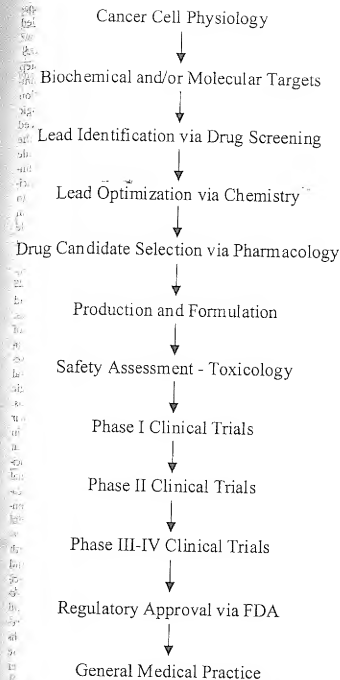 Cancer Cell Physiology
Biochemical and/or Molecular Targets
Lead Identification via Drug Screening
Lead Optimization via Chemistry
Drug Candidate Selection via Pharmacology
Production and Formulation
Safety Assessment - Toxicology
Phase I Clinical Trials
Phase II Clinical Trials
Phase III-IV Clinical Trials
Regulatory Approval via FDA
General Medical Practice